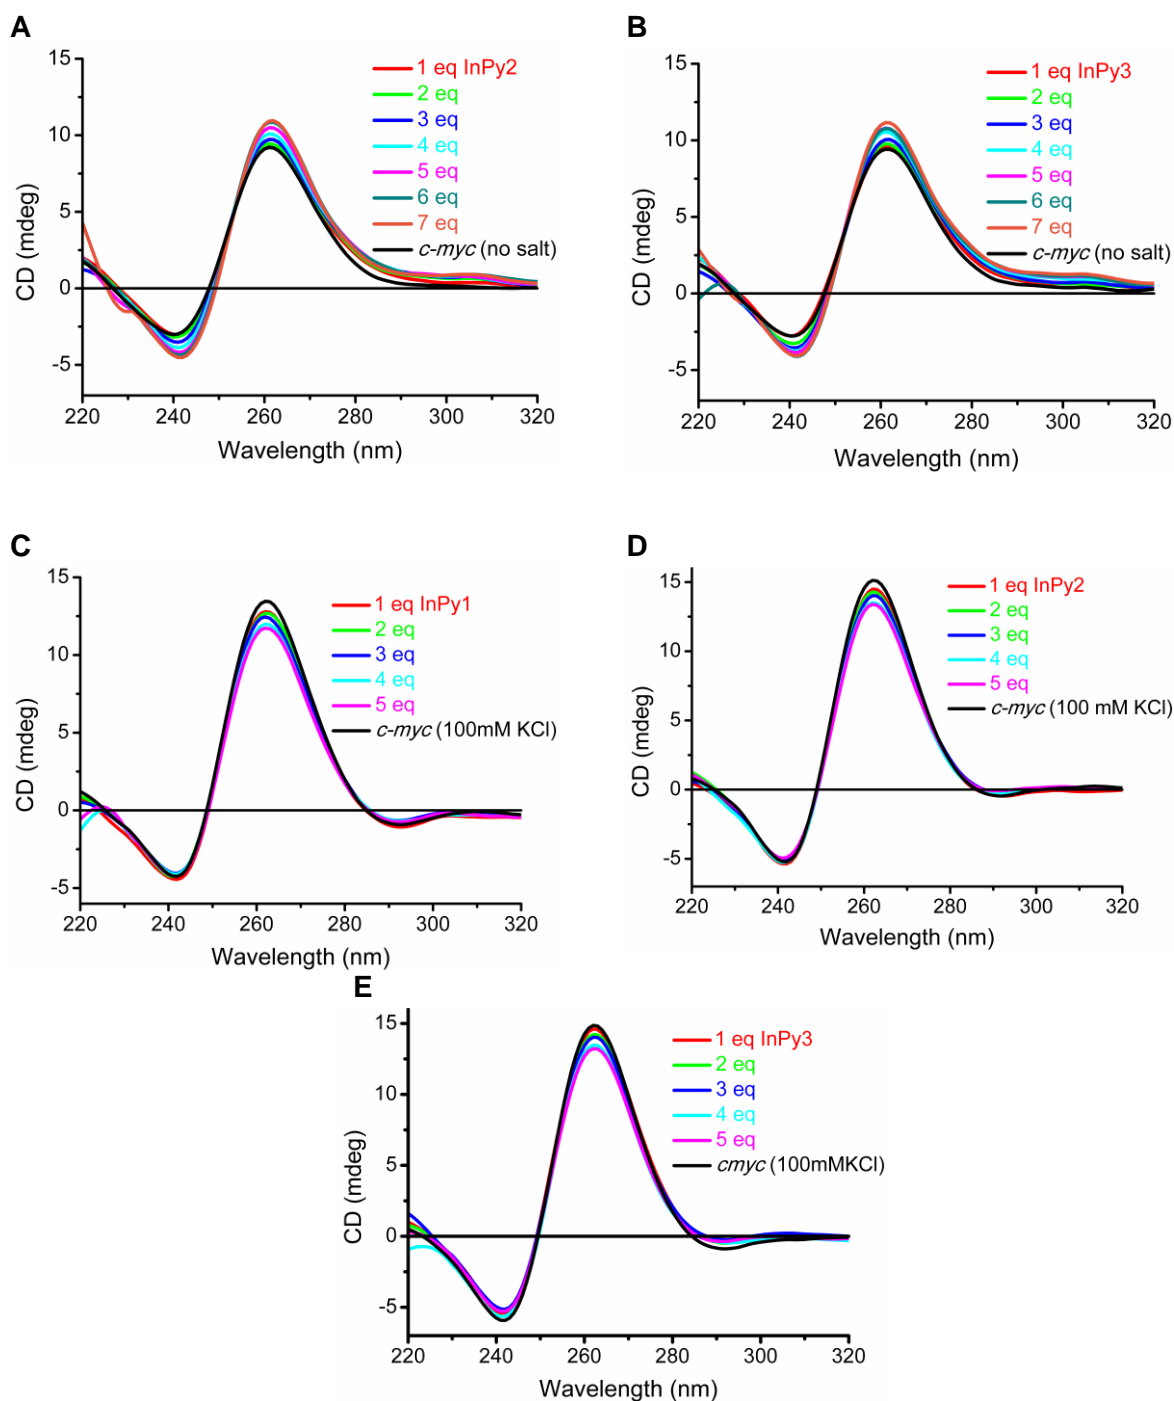 A
15
10
5
0
-5
CD (mdeg)
1 eq InPy2
2 eq
3 eq
4 eq
5 eq
6 eq
7 eq
c-myc (no salt)
220 240 260 280 300 320
Wavelength (nm)
B
15
10
5
0
-5
CD (mdeg)
1 eq InPy3
2 eq
3 eq
4 eq
5 eq
6 eq
7 eq
c-myc (no salt)
220 240 260 280 300 320
Wavelength (nm)
C
15
10
5
0
-5
CD (mdeg)
1 eq InPy1
2 eq
3 eq
4 eq
5 eq
c-myc (100mM KCl)
220 240 260 280 300 320
Wavelength (nm)
D
15
10
5
0
-5
CD (mdeg)
1 eq InPy2
2 eq
3 eq
4 eq
5 eq
c-myc (100 mM KCl)
220 240 260 280 300 320
Wavelength (nm)
E
15
10
5
0
-5
CD (mdeg)
1 eq InPy3
2 eq
3 eq
4 eq
5 eq
cmyc (100mMKCl)
220 240 260 280 300 320
Wavelength (nm)